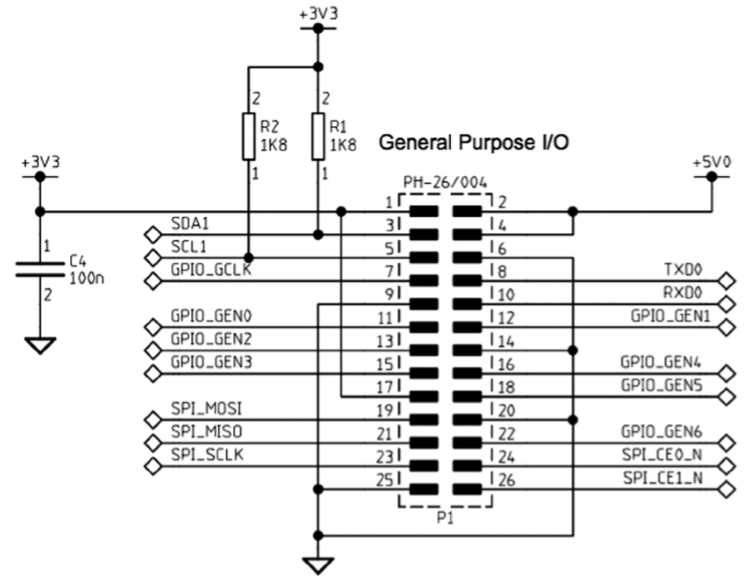 +3V3
2 2
R2 R1
1K8 1K8
General Purpose I/O
1 1
+3V3
+5V0
PH-26/004
1 2
SDA1 3 4
SCL1 5 6
1
C4
100n
2
GPIO_GCLK 7 8 TXD0
9 10 RXD0
GPIO_GEN0 11 12 GPIO_GEN1
GPIO_GEN2 13 14
GPIO_GEN3 15 16 GPIO_GEN4
17 18 GPIO_GEN5
SPI_MOSI 19 20
SPI_MISO 21 22 GPIO_GEN6
SPI_SCLK 23 24 SPI_CE0_N
25 26 SPI_CE1_N
P1